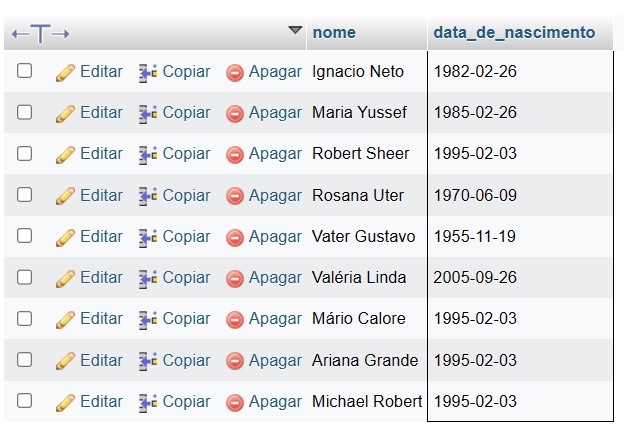 nome data_de_nascimento
Editar Copiar Apagar Ignacio Neto 1982-02-26
Editar Copiar Apagar Maria Yussef 1985-02-26
Editar Copiar Apagar Robert Sheer 1995-02-03
Editar Copiar Apagar Rosana Uter 1970-06-09
Editar Copiar Apagar Vater Gustavo 1955-11-19
Editar Copiar Apagar Valéria Linda 2005-09-26
Editar Copiar Apagar Mário Calore 1995-02-03
Editar Copiar Apagar Ariana Grande 1995-02-03
Editar Copiar Apagar Michael Robert 1995-02-03